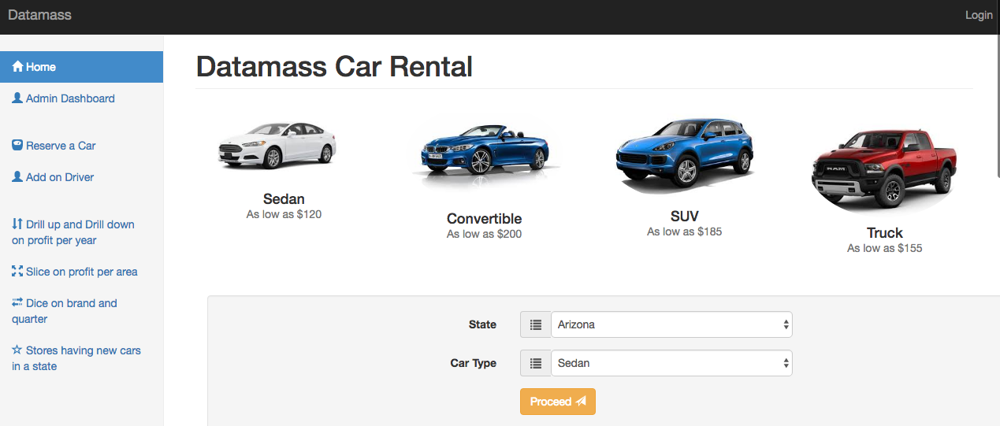 Datamass
Login
Home
Admin Dashboard
Reserve a Car
Add on Driver
Drill up and Drill down
on profit per year
Slice on profit per area
Dice on brand and
quarter
Stores having new cars
in a state
Datamass Car Rental
Sedan
As low as $120
Convertible
As low as $200
SUV
As low as $185
RAM
Truck
As low as $155
State
Arizona
Car Type
Sedan
Proceed